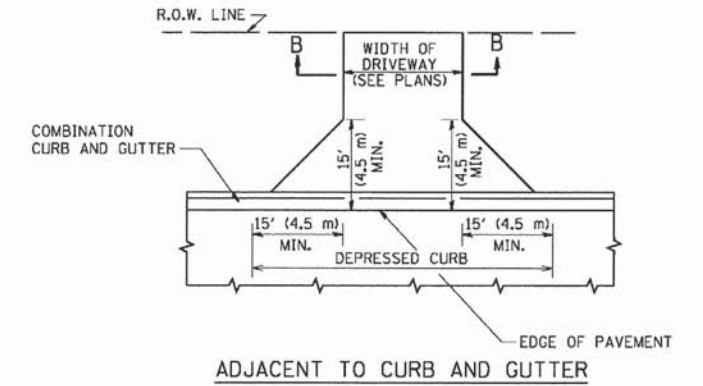 R.O.W. LINE
B
B
WIDTH OF
DRIVEWAY
(SEE PLANS)
COMBINATION
CURB AND GUTTER
15'
(4.5 m)
MIN.
15'
(4.5 m)
MIN.
15' (4.5 m)
MIN.
15' (4.5 m)
MIN.
DEPRESSED CURB
EDGE OF PAVEMENT
ADJACENT TO CURB AND GUTTER